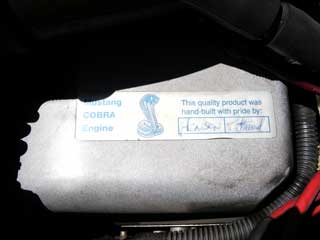 Mustang
COBRA
Engine
This quality product was
hand-built with pride by: